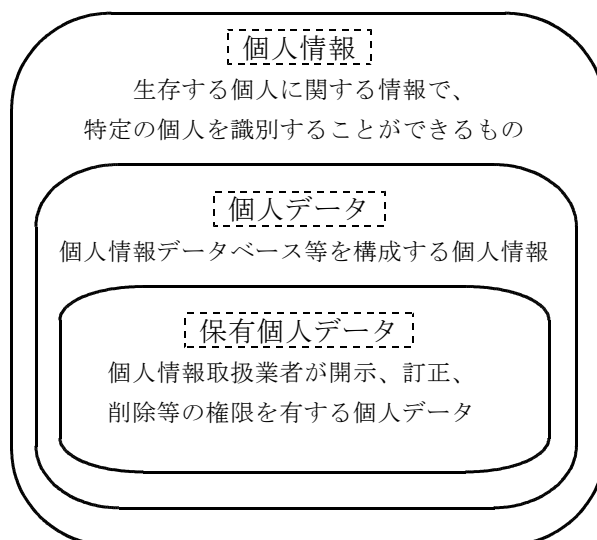 個人情報
生存する個人に関する情報で、
特定の個人を識別することができるもの
個人データ
個人情報データベース等を構成する個人情報
保有個人データ
個人情報取扱業者が開示、訂正、
削除等の権限を有する個人データ